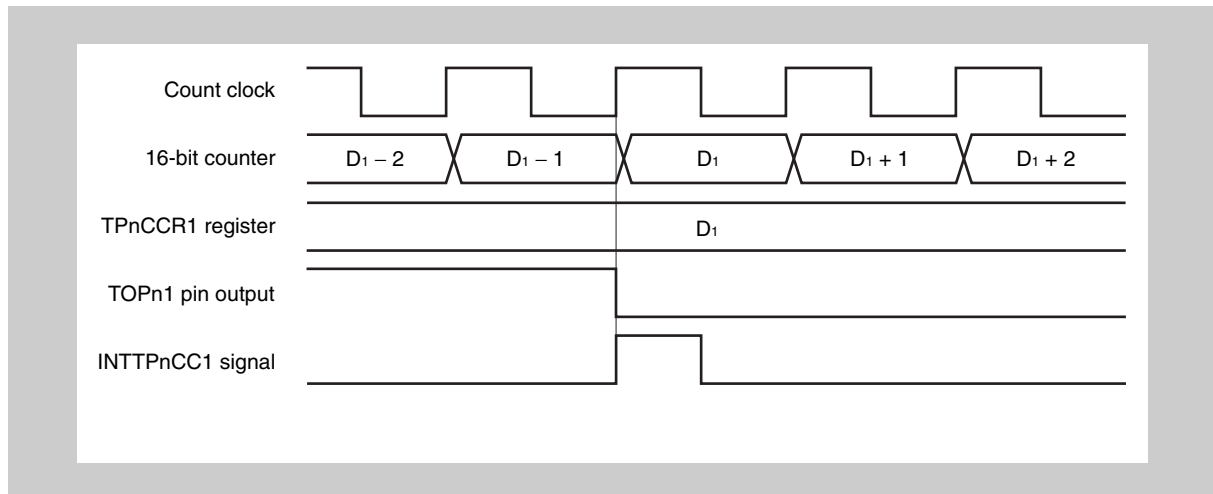 Count clock
16-bit counter D₁ − 2 D₁ − 1 D₁ D₁ + 1 D₁ + 2
TPnCCR1 register D₁
TOPn1 pin output
INTTPnCC1 signal